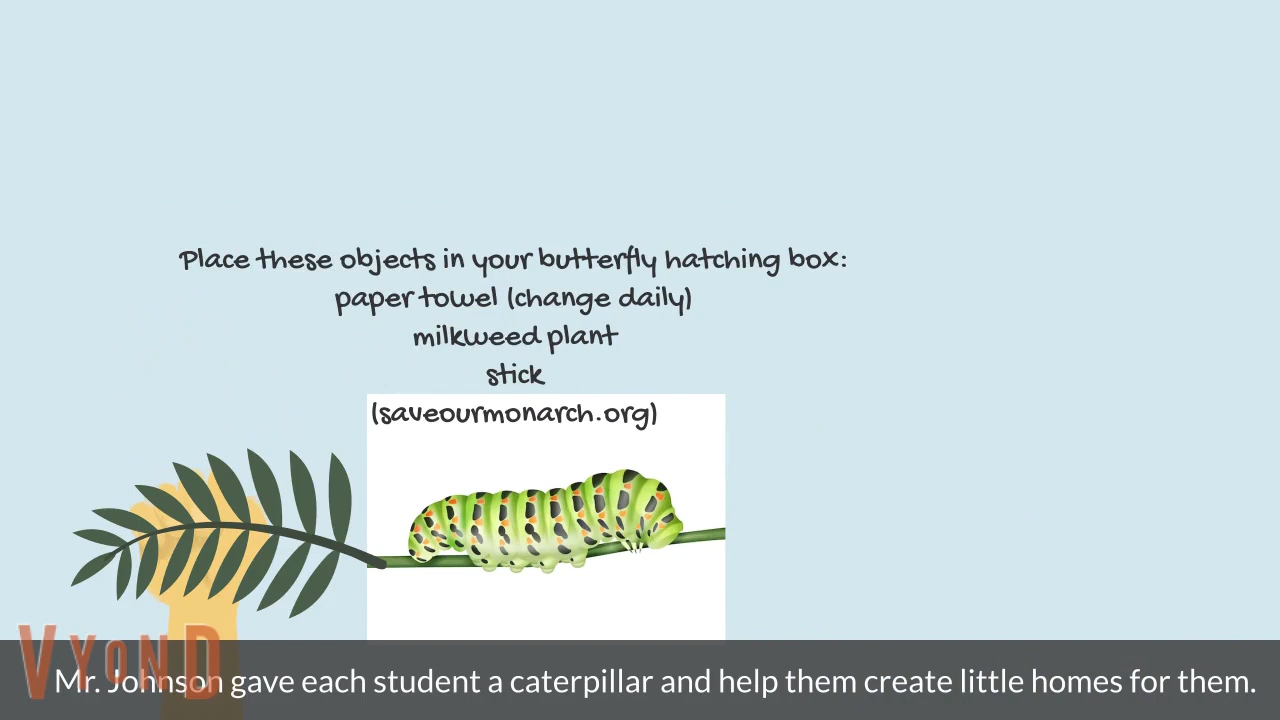 Place these objects in your butterfly hatching box:
paper towel (change daily)
milkweed plant
stick
(saveourmonarch.org)
VYOND
Mr. Johnson gave each student a caterpillar and help them create little homes for them.